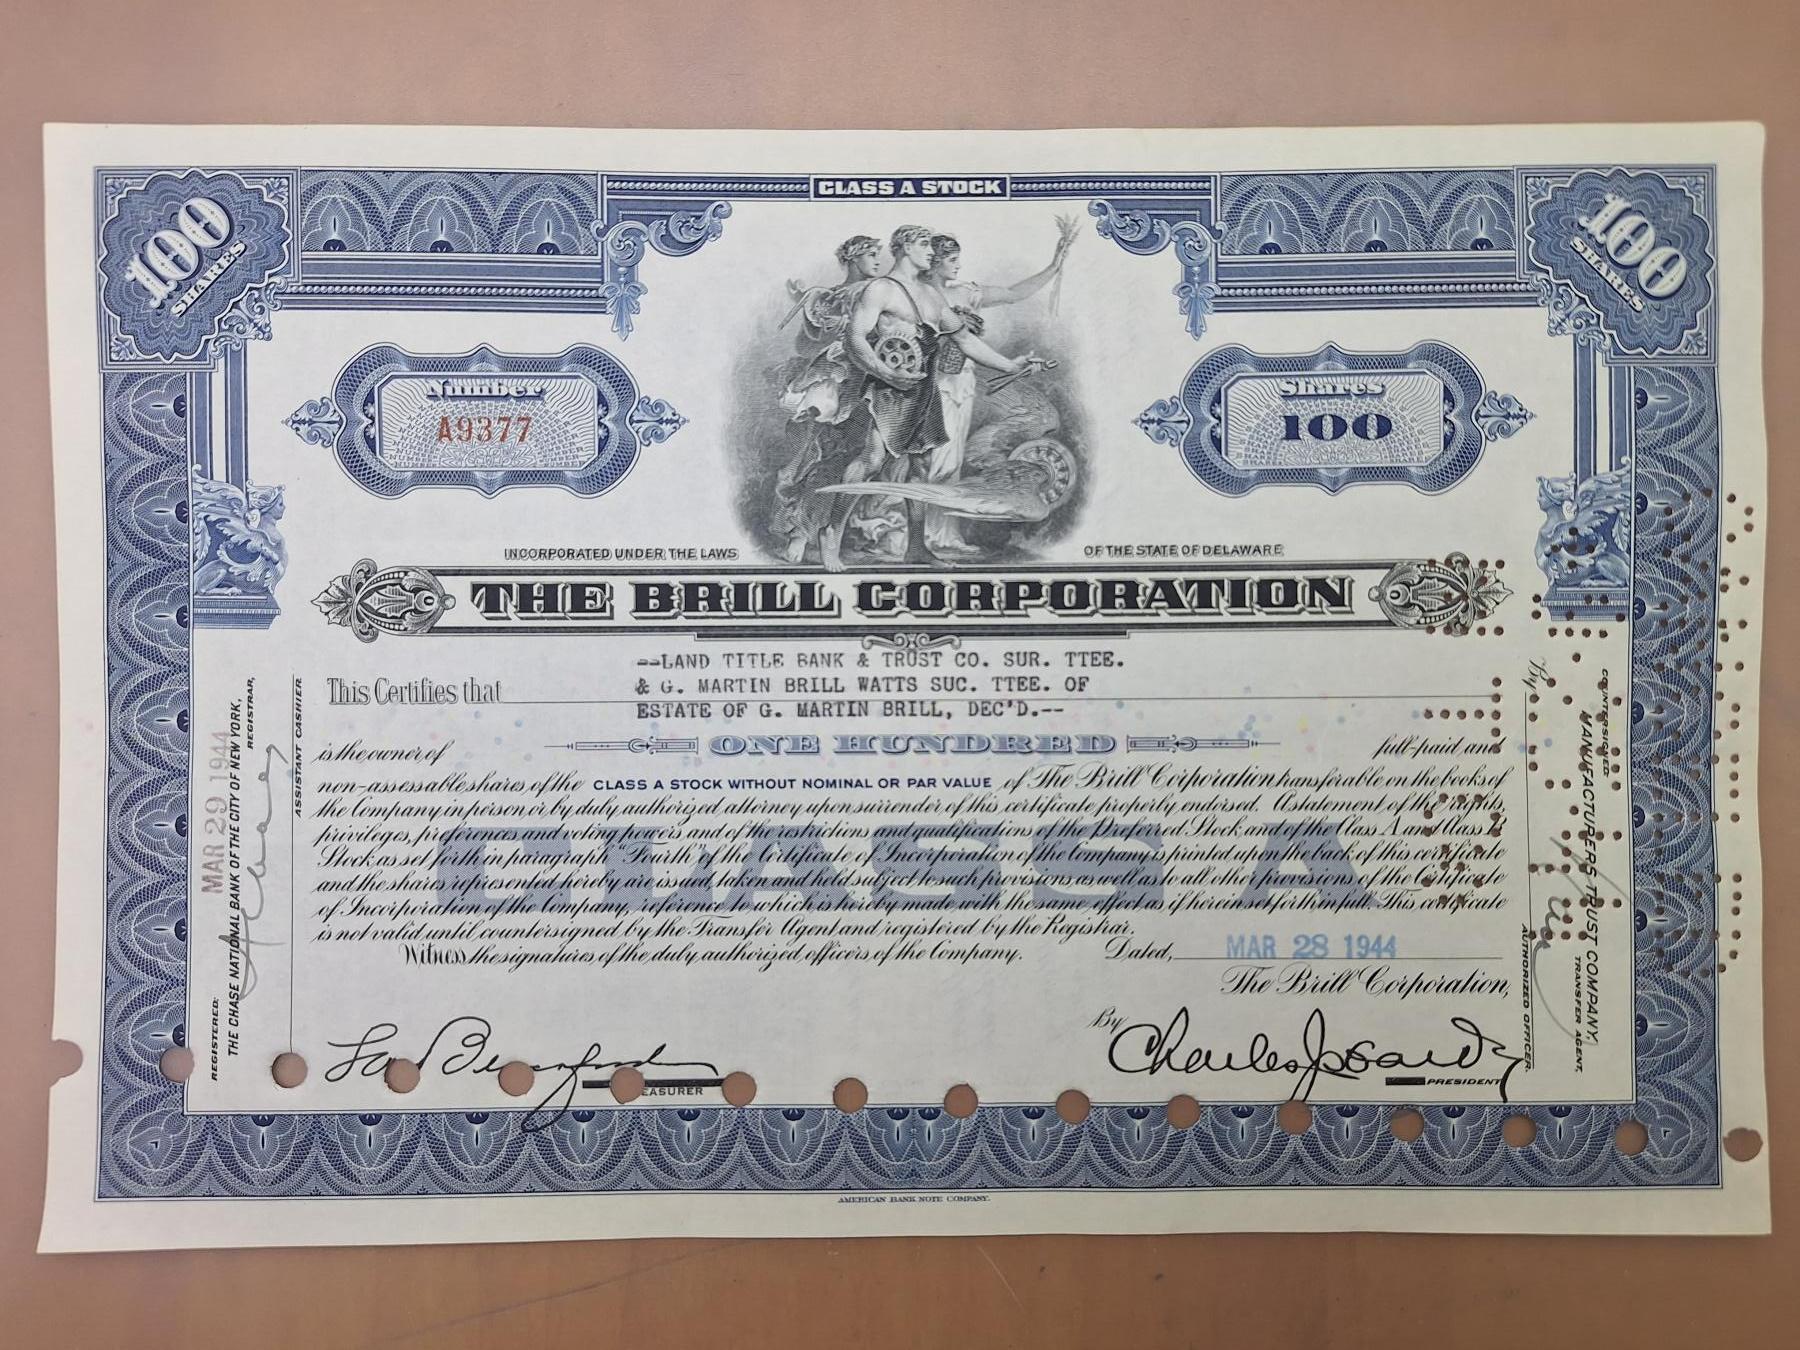 CLASS A STOCK
100
SHARES
100
SHARES
Number
A9377
Shares
100
INCORPORATED UNDER THE LAWS
OF THE STATE OF DELAWARE
THE BRILL CORPORATION
This Certifies that
--LAND TITLE BANK & TRUST CO. SUR. TTEE.
& G. MARTIN BRILL WATTS SUC. TTEE. OF
ESTATE OF G. MARTIN BRILL, DEC'D.--
is the owner of ONE HUNDRED full-paid and
non-assessable shares of the CLASS A STOCK WITHOUT NOMINAL OR PAR VALUE of The Brill Corporation transferable on the books of
the Company in person or by duly authorized attorney upon surrender of this certificate properly endorsed. A statement of the rights,
privileges, preferences and voting powers and of the restrictions and qualifications of the Preferred Stock and of the Class A and Class B
Stock as set forth in paragraph "Fourth" of the Certificate of Incorporation of the Company is printed upon the back of this certificate
and the shares represented hereby are issued, taken and held subject to such provisions as well as to all other provisions of the Certificate
of Incorporation of the Company, reference to which is hereby made with the same effect as if herein set forth in full. This certificate
is not valid until countersigned by the Transfer Agent and registered by the Registrar.
CLASS A
Witness the signatures of the duly authorized officers of the Company.
Dated, MAR 28 1944
The Brill Corporation,
By
PRESIDENT
EASURER
REGISTERED:
MAR 29 1944
THE CHASE NATIONAL BANK OF THE CITY OF NEW YORK,
REGISTRAR,
ASSISTANT CASHIER
COUNTERSIGNED
MANUFACTURERS TRUST COMPANY,
TRANSFER AGENT,
By
AUTHORIZED OFFICER.
AMERICAN BANK NOTE COMPANY.